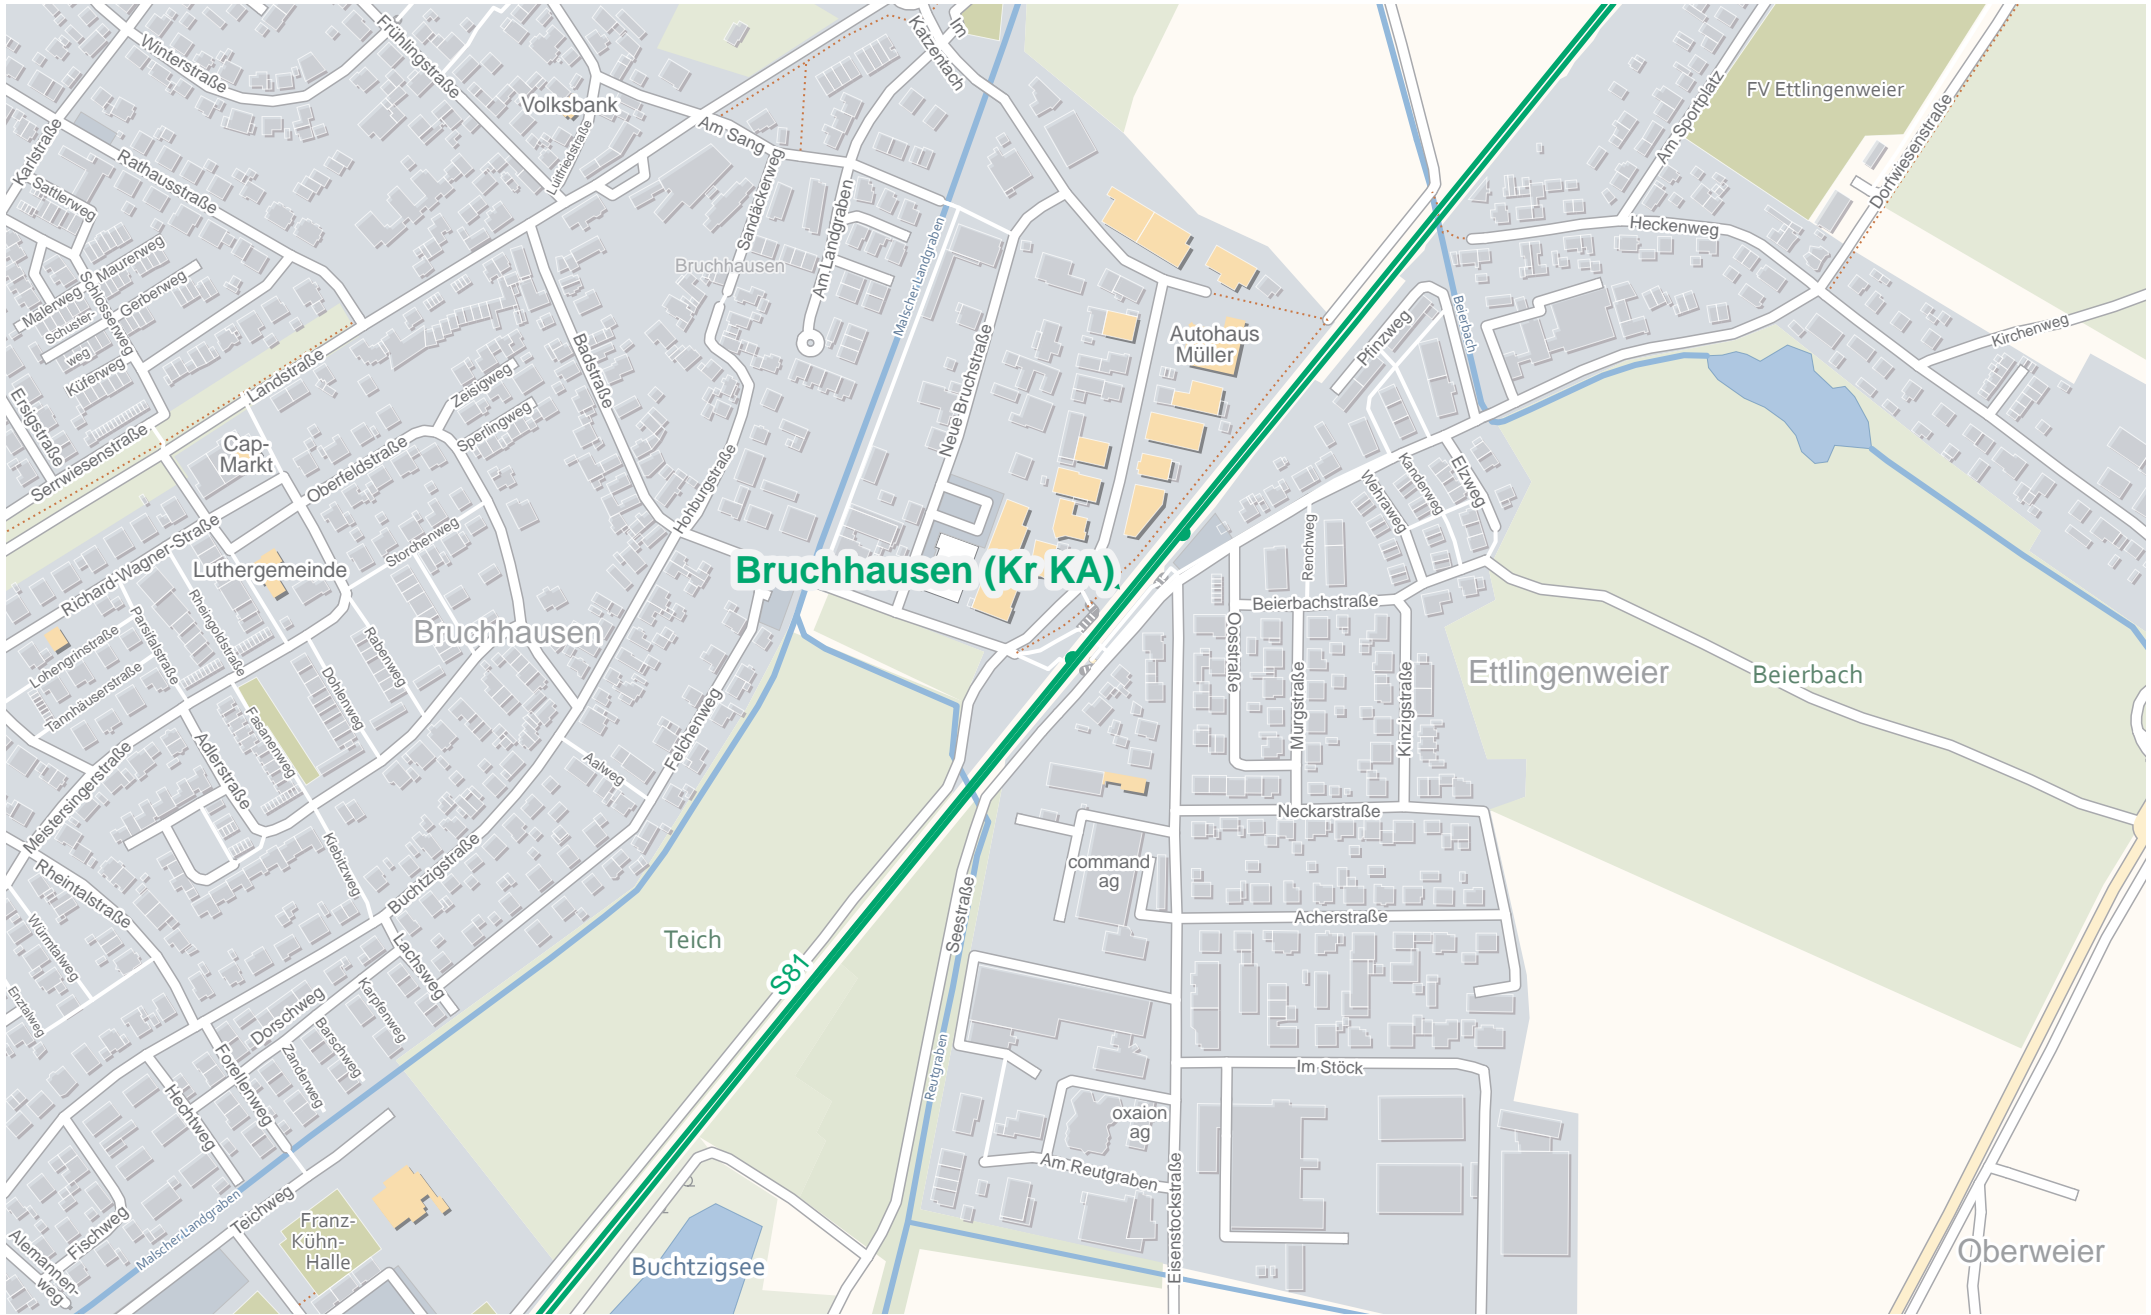 Winterstraße
Frühlingstraße
Katzentach
Im
Volksbank
Luitfriedstraße
Am Sang
FV Ettlingenweier
Am Sportplatz
Dorfwiesenstraße
Karlstraße
Rathausstraße
Sattlerweg
Maurerweg
Malerweg
Schlosserweg
Gerberweg
Schuster-
weg
Küferweg
Ersigstraße
Sandäckerweg
Am Landgraben
Bruchhausen
Malscher Landgraben
Heckenweg
Beierbach
Kirchenweg
Pfinzweg
Autohaus
Müller
Neue Bruchstraße
Landstraße
Serrwiesenstraße
Badstraße
Zeisigweg
Sperlingweg
Cap-
Markt
Oberfeldstraße
Hohburgstraße
Wehraweg
Kanderweg
Elzweg
Renchweg
Richard-Wagner-Straße
Storchenweg
Luthergemeinde
Bruchhausen (Kr KA)
Beierbachstraße
Lohengrinstraße
Parsifalstraße
Rheingoldstraße
Tannhäuserstraße
Rabenweg
Dohlenweg
Bruchhausen
Oosstraße
Murgstraße
Kinzigstraße
Ettlingenweier
Beierbach
Fasanenweg
Adlerstraße
Felchenweg
Aalweg
Meistersingerstraße
Neckarstraße
Kiebitzweg
Buchtzigstraße
Rheintalstraße
command
ag
Acherstraße
Würmtalweg
Enztalweg
Lachsweg
Teich
S81
Seestraße
Karpfenweg
Dorschweg
Barschweg
Zanderweg
Forellenweg
Hechtweg
Reutgraben
Im Stöck
oxaion
ag
Am Reutgraben
Eisenstockstraße
Malscher Landgraben
Teichweg
Franz-
Kühn-
Halle
Fischweg
Alemannen-
weg
Buchtzigsee
Oberweier